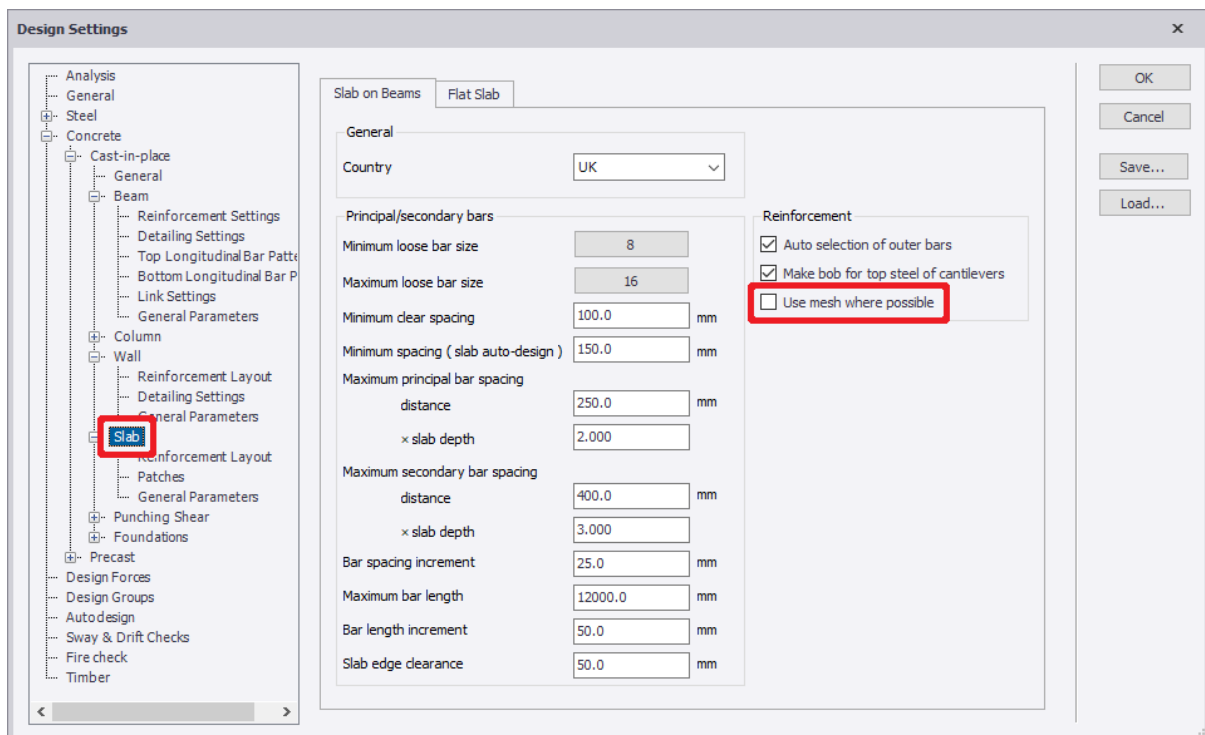 Design Settings
Analysis
General
Steel
Concrete
Cast-in-place
General
Beam
Reinforcement Settings
Detailing Settings
Top Longitudinal Bar Patte
Bottom Longitudinal Bar P
Link Settings
General Parameters
Column
Wall
Reinforcement Layout
Detailing Settings
General Parameters
Slab
Reinforcement Layout
Patches
General Parameters
Punching Shear
Foundations
Precast
Design Forces
Design Groups
Autodesign
Sway & Drift Checks
Fire check
Timber
Slab on Beams Flat Slab
General
Country UK
Principal/secondary bars
Minimum loose bar size 8
Maximum loose bar size 16
Minimum clear spacing 100.0 mm
Minimum spacing ( slab auto-design ) 150.0 mm
Maximum principal bar spacing
distance 250.0 mm
× slab depth 2.000
Maximum secondary bar spacing
distance 400.0 mm
× slab depth 3.000
Bar spacing increment 25.0 mm
Maximum bar length 12000.0 mm
Bar length increment 50.0 mm
Slab edge clearance 50.0 mm
Reinforcement
Auto selection of outer bars
Make bob for top steel of cantilevers
Use mesh where possible
OK
Cancel
Save...
Load...